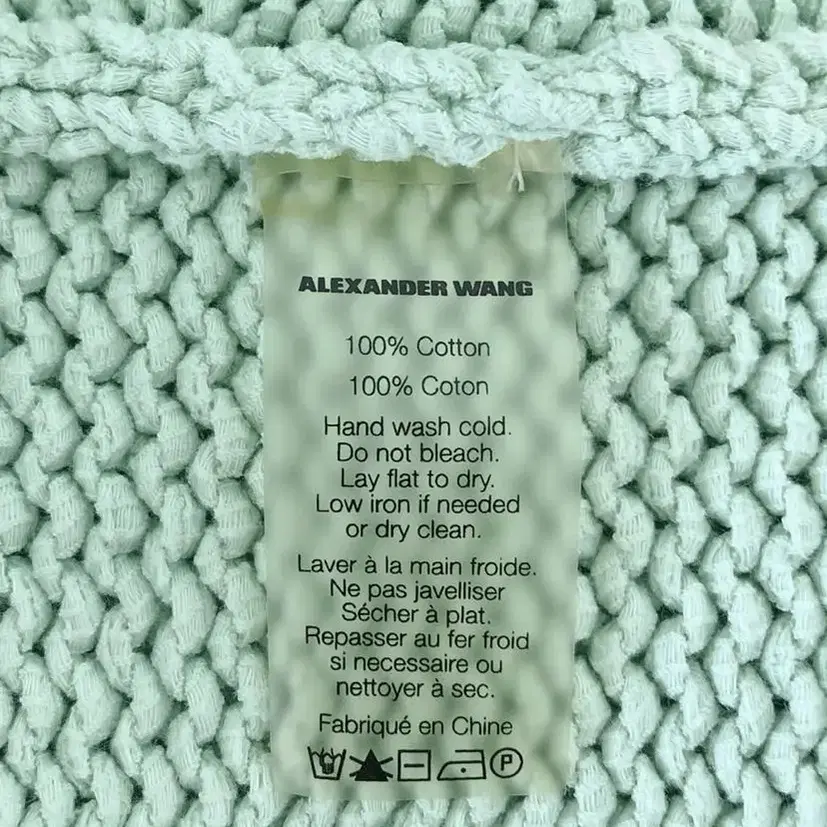 ALEXANDER WANG
100% Cotton
100% Coton
Hand wash cold.
Do not bleach.
Lay flat to dry.
Low iron if needed
or dry clean.
Laver à la main froide.
Ne pas javelliser
Sécher à plat.
Repasser au fer froid
si necessaire ou
nettoyer à sec.
Fabriqué en Chine
P